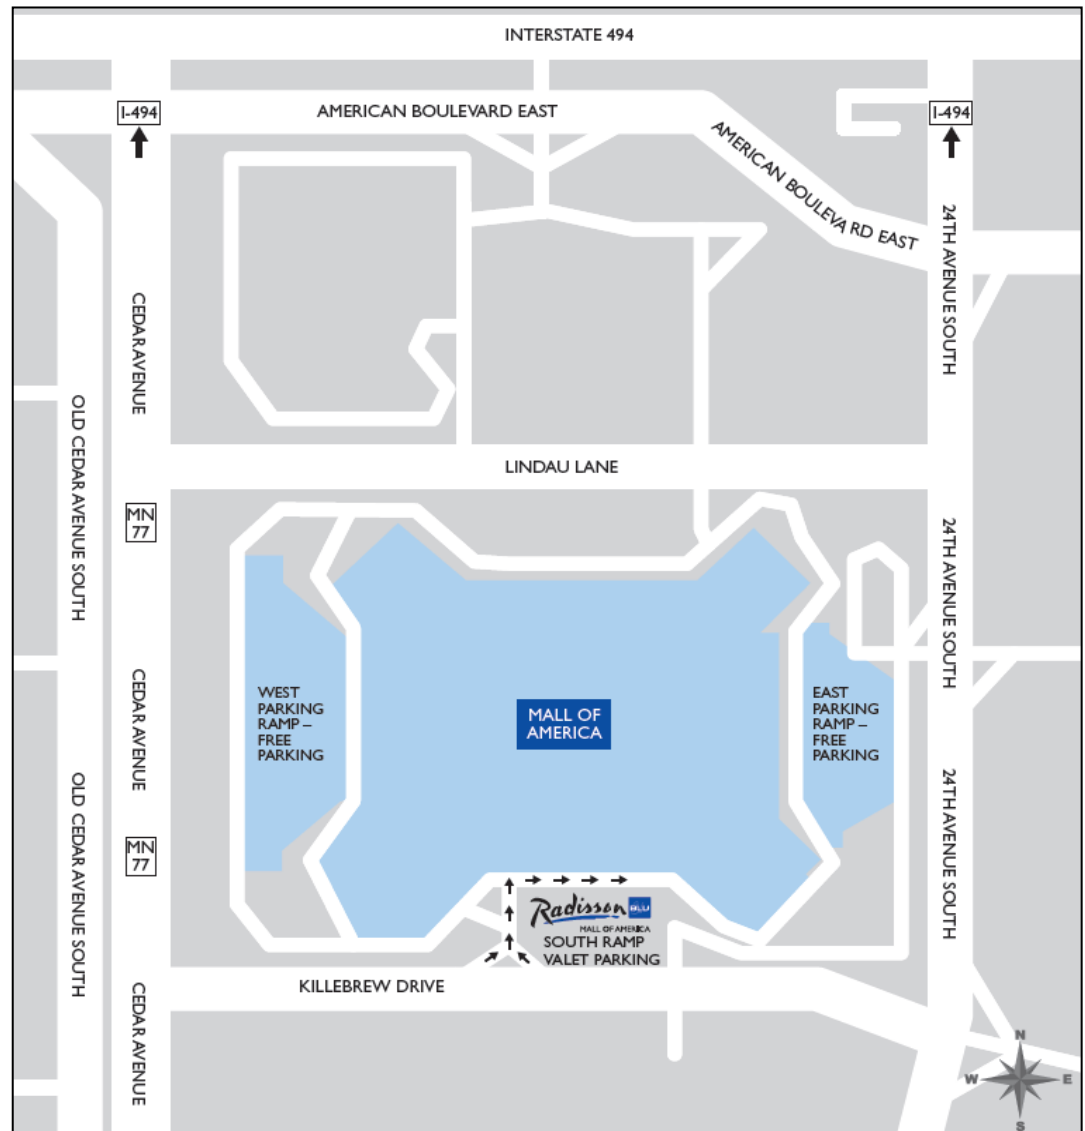 INTERSTATE 494
I-494
AMERICAN BOULEVARD EAST
I-494
AMERICAN BOULEVARD EAST
24TH AVENUE SOUTH
CEDAR AVENUE
OLD CEDAR AVENUE SOUTH
LINDAU LANE
MN
77
24TH AVENUE SOUTH
CEDAR AVENUE
WEST
PARKING
RAMP –
FREE
PARKING
MALL OF
AMERICA
EAST
PARKING
RAMP –
FREE
PARKING
OLD CEDAR AVENUE SOUTH
24TH AVENUE SOUTH
MN
77
Radisson BLU
MALL OF AMERICA
SOUTH RAMP
VALET PARKING
KILLEBREW DRIVE
CEDAR AVENUE
N
W E
S